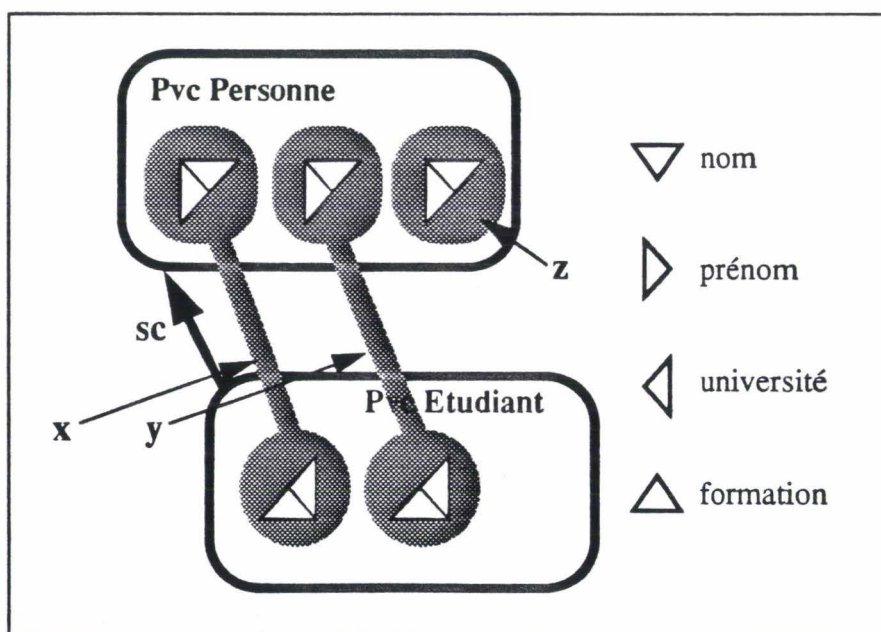 Pvc Personne
nom
z
prénom
sc
université
Pvc Etudiant
x
y
formation